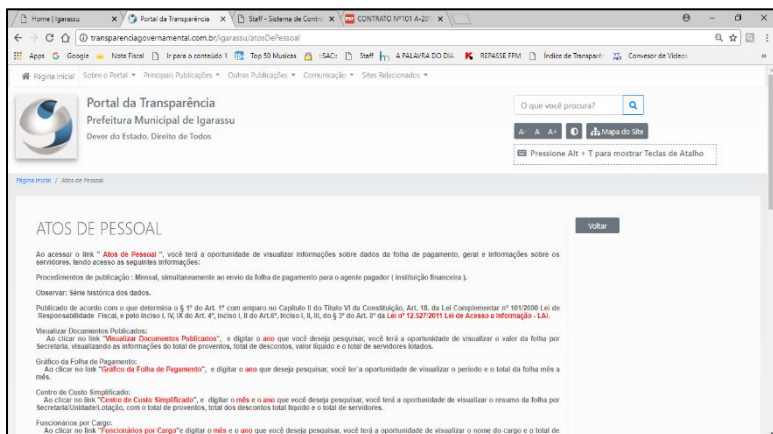 Home | Igarassu
Portal da Transparência
Staff - Sistema de Contr
CONTRATO Nº101 A-201
transparenciagovernamental.com.br/igarassu/atosDePessoal
Apps Google Nota Fiscal Ir para o conteúdo 1 Top 50 Musicas ::SAC:: Staff A PALAVRA DO DIA REPASSE FPM Índice de Transparên Convesor de Vídeos
Página Inicial Sobre o Portal Principais Publicações Outras Publicações Comunicação Sites Relacionados
Portal da Transparência
Prefeitura Municipal de Igarassu
Dever do Estado, Direito de Todos
O que você procura?
A- A A+ Mapa do Site
Pressione Alt + T para mostrar Teclas de Atalho
Página Inicial / Atos de Pessoal
ATOS DE PESSOAL
Voltar
Ao acessar o link " Atos de Pessoal ", você terá a oportunidade de visualizar informações sobre dados da folha de pagamento, geral e informações sobre os
servidores, tendo acesso as seguintes informações:
Procedimentos de publicação : Mensal, simultaneamente ao envio da folha de pagamento para o agente pagador ( instituição financeira ).
Observar: Série histórica dos dados.
Publicado de acordo com o que determina o § 1º do Art. 1º com amparo no Capítulo II do Título VI da Constituição, Art. 18. da Lei Complementar nº 101/2000 Lei de
Responsabilidade Fiscal, e pelo Inciso I, IV, IX do Art. 4º, Inciso I, II do Art.6º, Inciso I, II, III, do § 3º do Art. 8º da Lei nº 12.527/2011 Lei de Acesso a Informação - LAI.
Visualizar Documentos Publicados:
Ao clicar no link "Visualizar Documentos Publicados", e digitar o ano que você deseja pesquisar, você terá a oportunidade de visualizar o valor da folha por
Secretaria, visualizando as informações do total de proventos, total de descontos, valor líquido e o total de servidores lotados.
Gráfico da Folha de Pagamento:
Ao clicar no link "Gráfico da Folha de Pagamento", e digitar o ano que você deseja pesquisar, você ter´a oportunidade de visualizar o período e o total da folha mês a
mês.
Centro de Custo Simplificado:
Ao clicar no link "Centro de Custo Simplificado", e digitar o mês e o ano que você deseja pesquisar, você terá a oportunidade de visualizar o resumo da folha por
Secretaria/Unidade/Lotação, com o total de proventos, total dos descontos total líquido e o total de servidores.
Funcionários por Cargo:
Ao clicar no link "Funcionários por Cargo"e digitar o mês e o ano que você deseja pesquisar, você terá a oportunidade de visualizar o nome do cargo e o total de